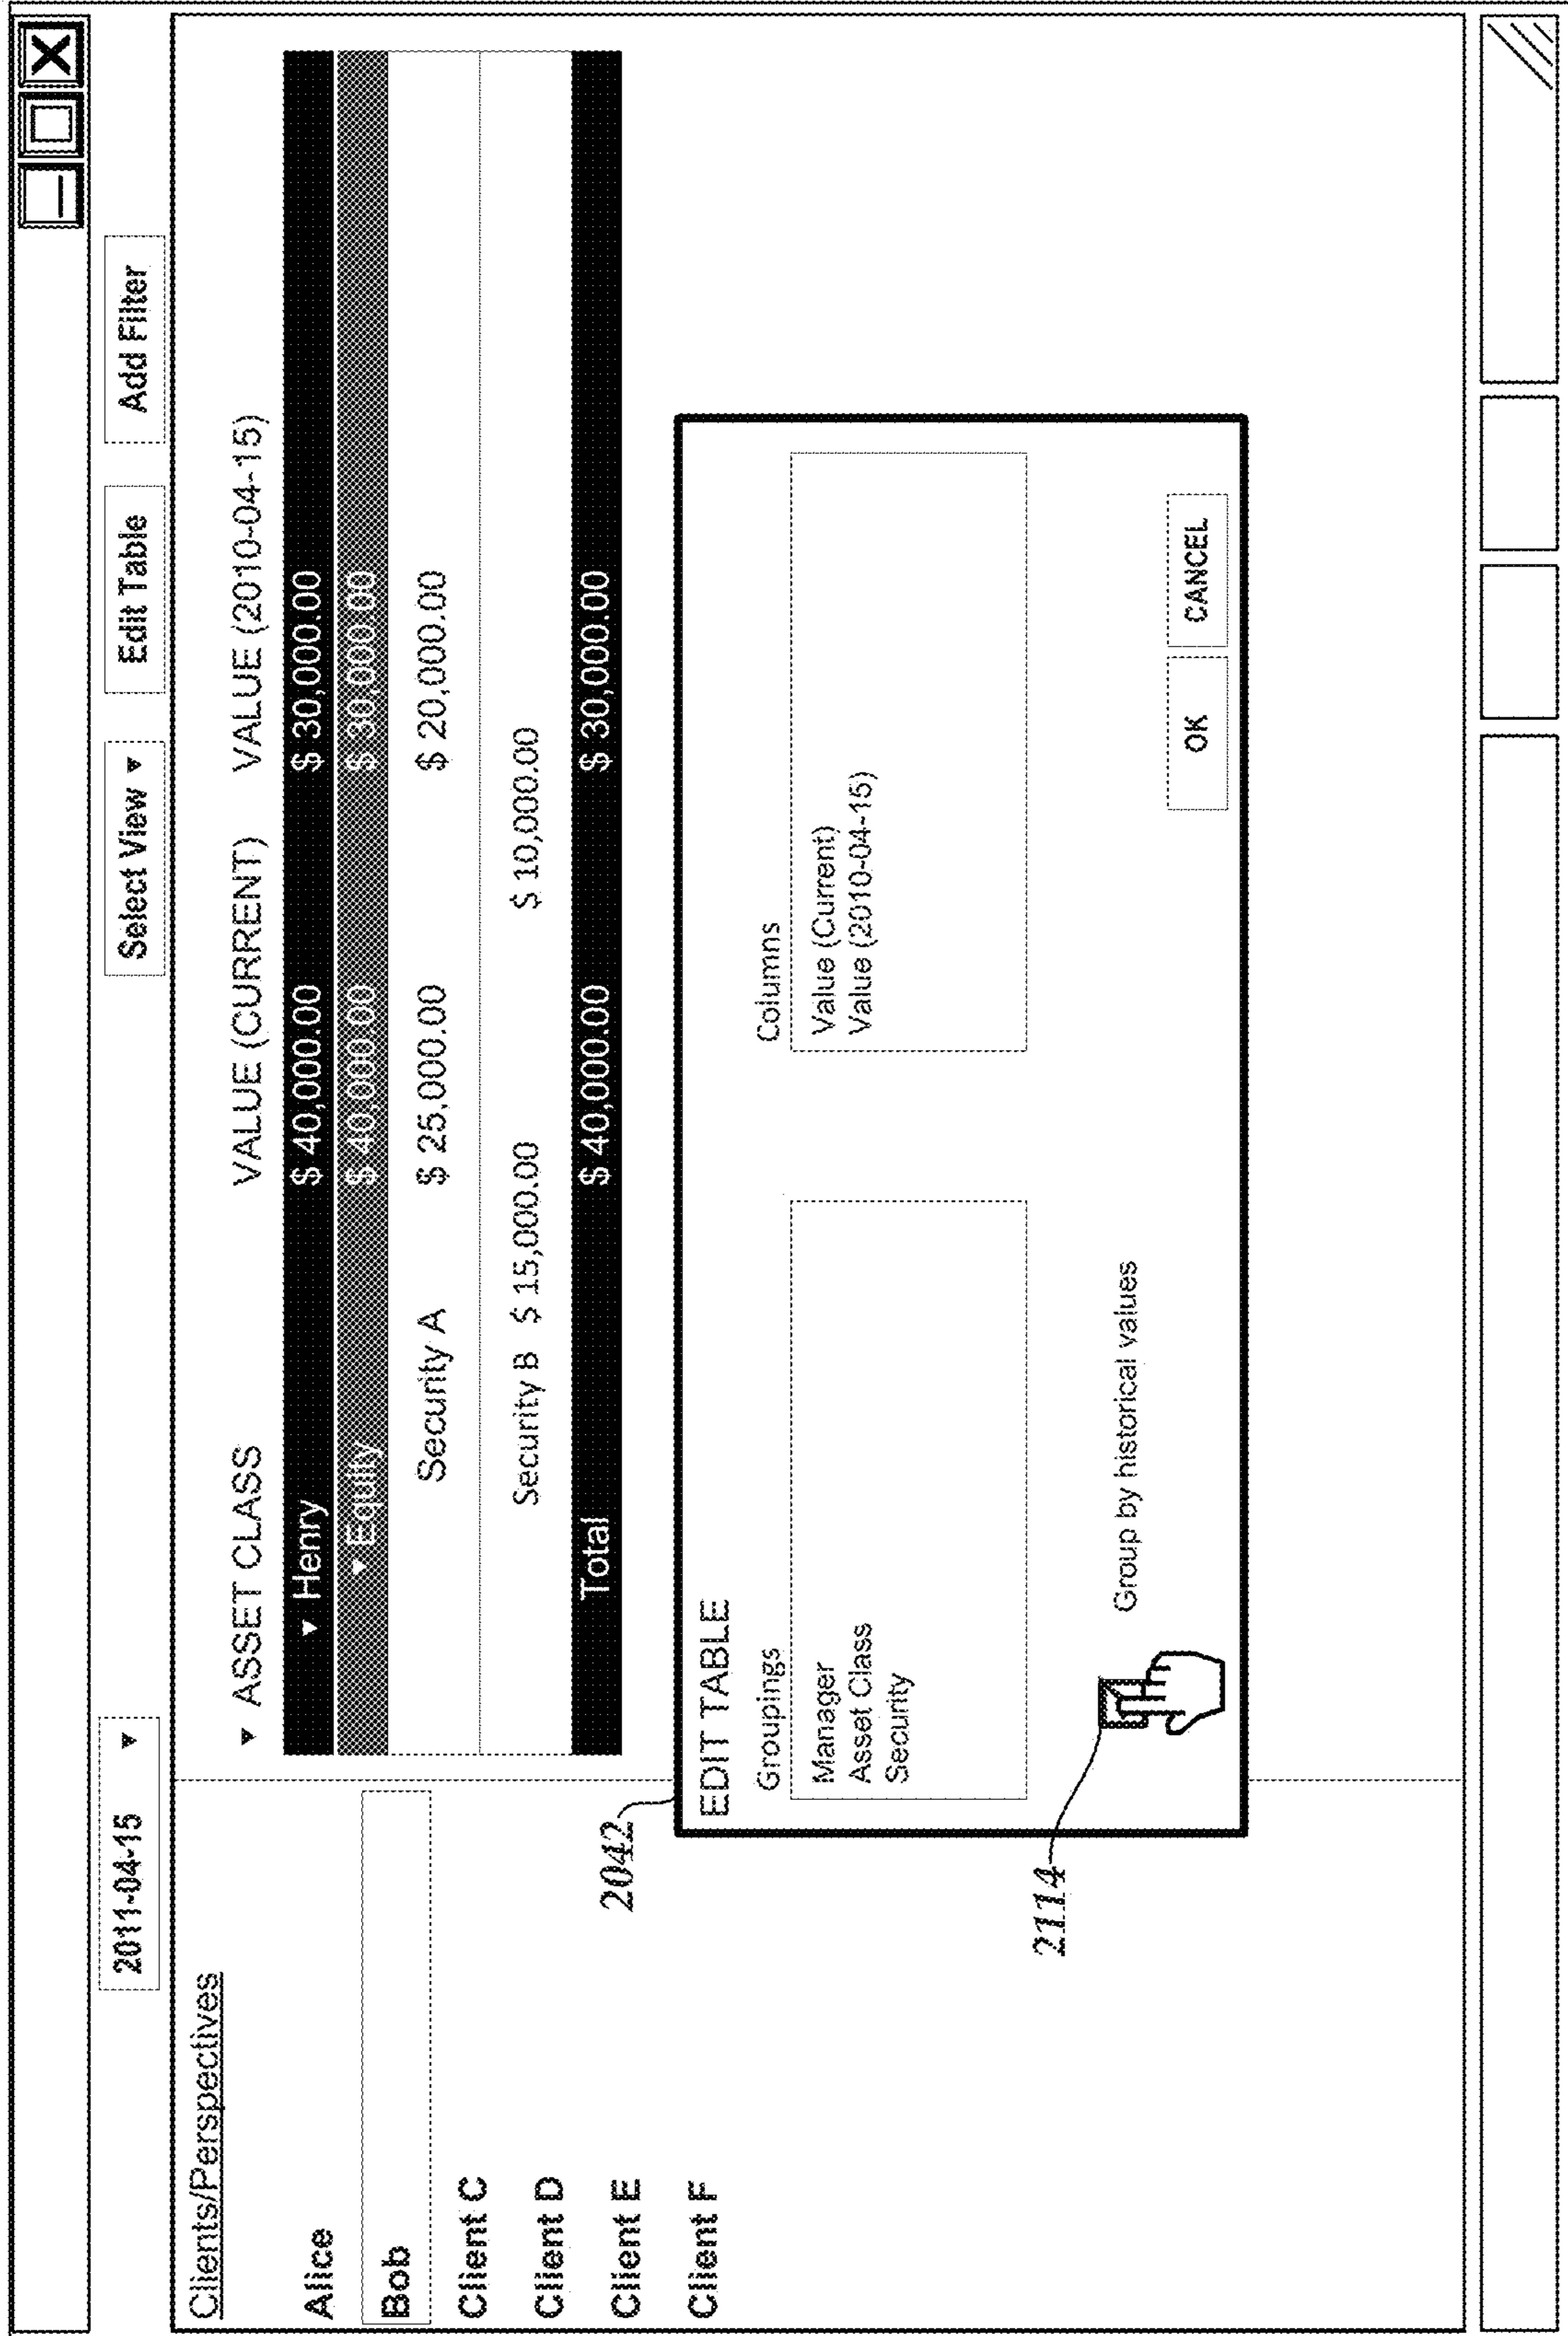 2011-04-15 ▼ Select View ▼ Edit Table Add Filter
Clients/Perspectives
Alice
Bob
Client C
Client D
Client E
Client F
▼ ASSET CLASS VALUE (CURRENT) VALUE (2010-04-15)
▼ Henry $ 40,000.00 $ 30,000.00
▼ Equity $ 40,000.00 $ 30,000.00
Security A $ 25,000.00 $ 20,000.00
Security B $ 15,000.00 $ 10,000.00
Total $ 40,000.00 $ 30,000.00
2042
EDIT TABLE
Groupings Columns
Manager Value (Current)
Asset Class Value (2010-04-15)
Security
2114
Group by historical values
OK CANCEL